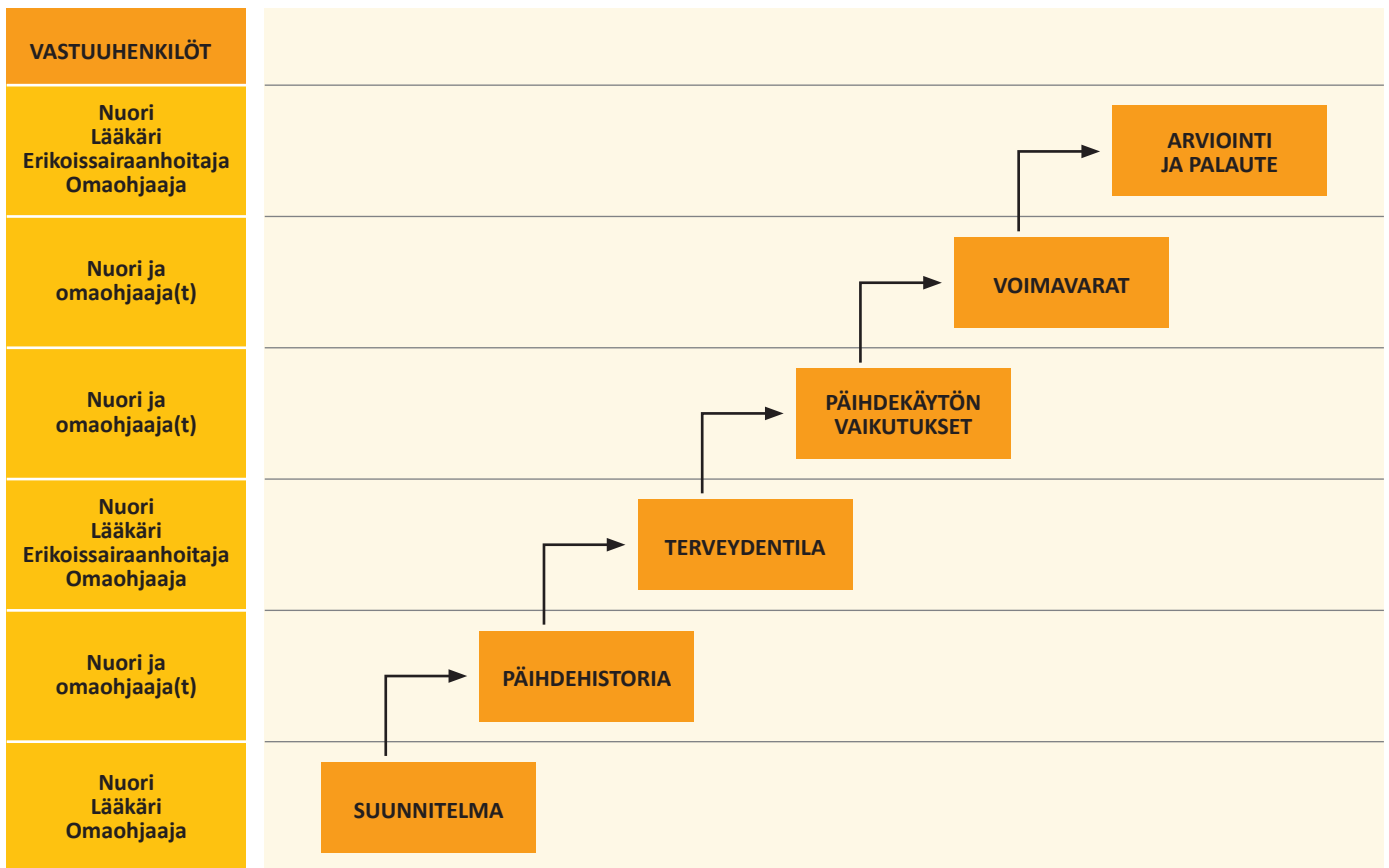 VASTUUHENKILÖT
Nuori
Lääkäri
Erikoissairaanhoitaja
Omaohjaaja
ARVIOINTI
JA PALAUTE
Nuori ja
omaohjaaja(t)
VOIMAVARAT
Nuori ja
omaohjaaja(t)
PÄIHDEKÄYTÖN
VAIKUTUKSET
Nuori
Lääkäri
Erikoissairaanhoitaja
Omaohjaaja
TERVEYDENTILA
Nuori ja
omaohjaaja(t)
PÄIHDEHISTORIA
Nuori
Lääkäri
Omaohjaaja
SUUNNITELMA